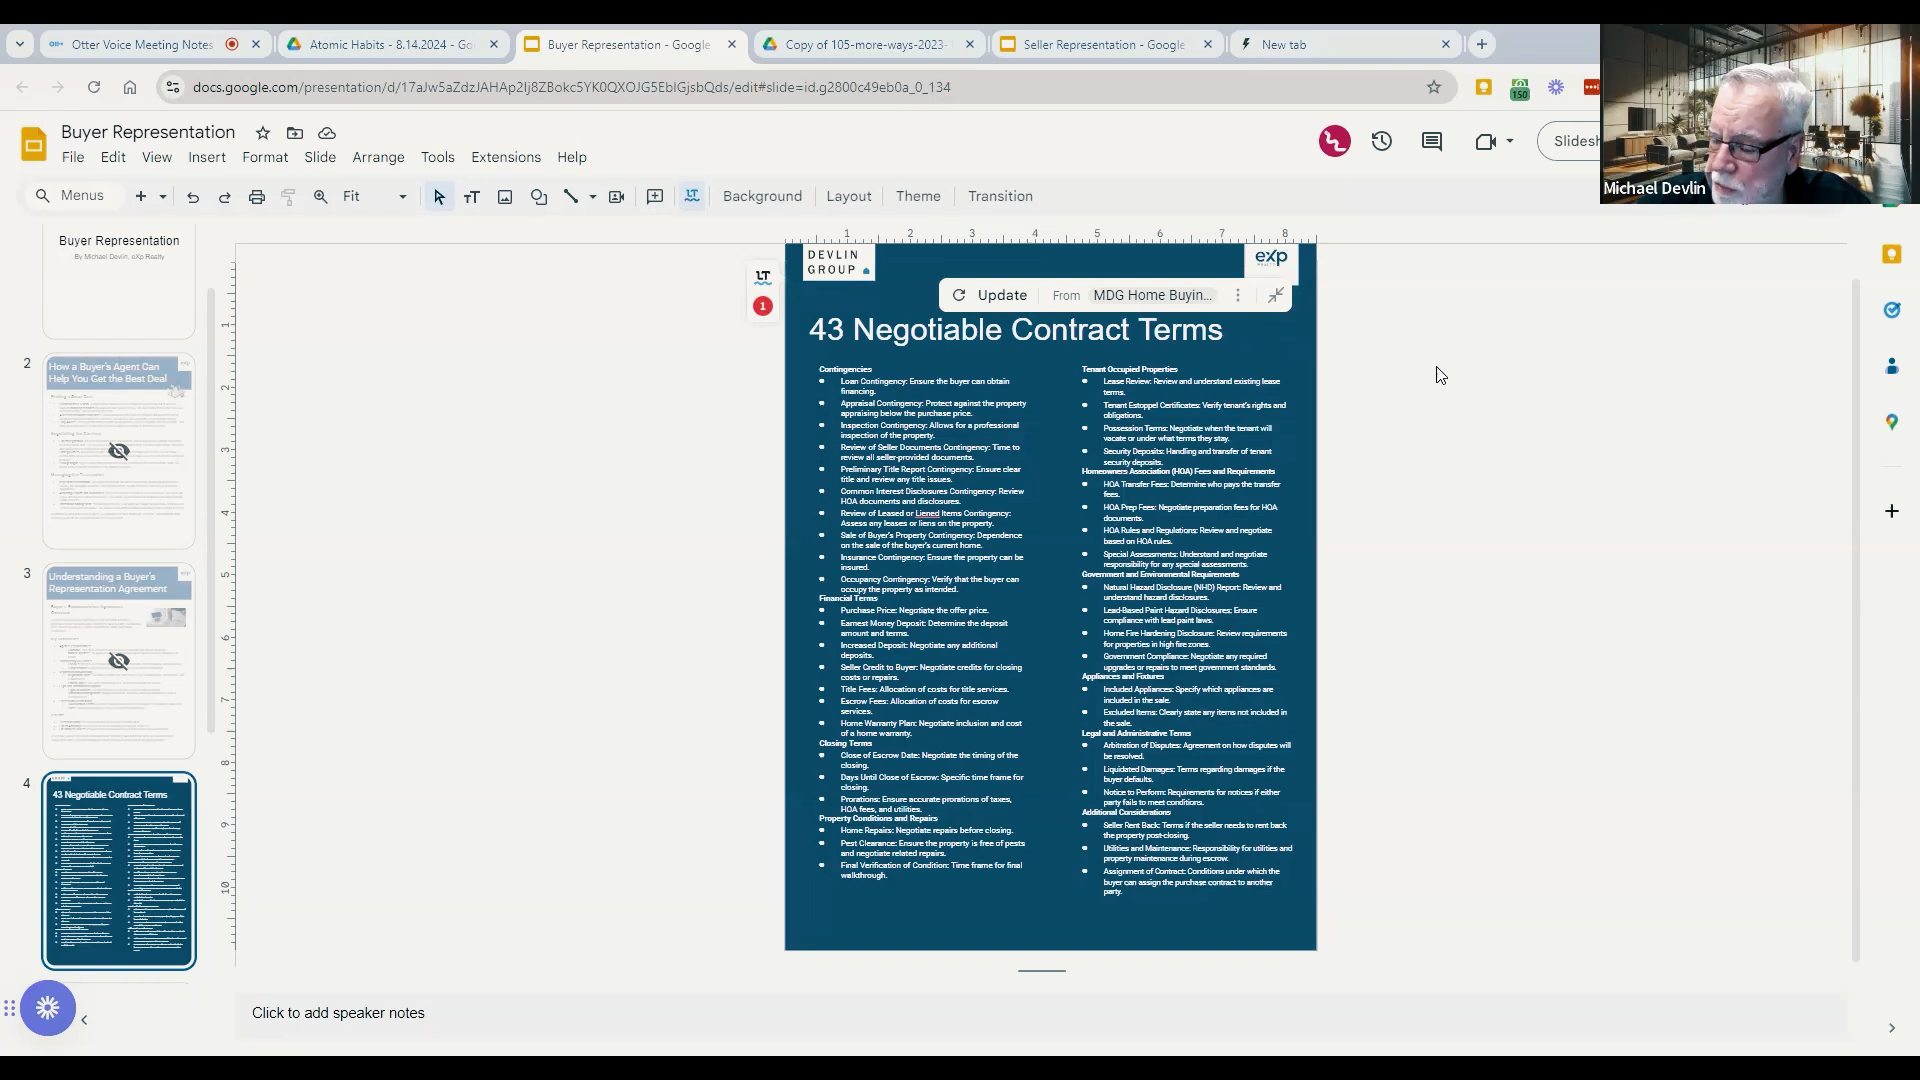 Otter Voice Meeting Notes
Atomic Habits - 8.14.2024 - Go
Buyer Representation - Google
Copy of 105-more-ways-2023-
Seller Representation - Google
New tab
docs.google.com/presentation/d/17aJw5aZdzJAHAp2Ij8ZBokc5YK0QXOJG5EbIGjsbQds/edit#slide=id.g2800c49eb0a_0_134
150
Buyer Representation
File Edit View Insert Format Slide Arrange Tools Extensions Help
Slidesh
Michael Devlin
Menus
Fit
Background
Layout
Theme
Transition
Buyer Representation
By Michael Devlin, eXp Realty
2
How a Buyer's Agent Can
Help You Get the Best Deal
3
Understanding a Buyer's
Representation Agreement
4
43 Negotiable Contract Terms
1 2 3 4 5 6 7 8
1
2
3
4
5
6
7
8
9
10
LT
1
DEVLIN
GROUP
exp
Update
From
MDG Home Buyin...
43 Negotiable Contract Terms
Contingencies
Loan Contingency: Ensure the buyer can obtain
financing.
Appraisal Contingency: Protect against the property
appraising below the purchase price.
Inspection Contingency: Allows for a professional
inspection of the property.
Review of Seller Documents Contingency: Time to
review all seller-provided documents.
Preliminary Title Report Contingency: Ensure clear
title and review any title issues.
Common Interest Disclosures Contingency: Review
HOA documents and disclosures.
Review of Leased or Liened Items Contingency:
Assess any leases or liens on the property.
Sale of Buyer's Property Contingency: Dependence
on the sale of the buyer's current home.
Insurance Contingency: Ensure the property can be
insured.
Occupancy Contingency: Verify that the buyer can
occupy the property as intended.
Financial Terms
Purchase Price: Negotiate the offer price.
Earnest Money Deposit: Determine the deposit
amount and terms.
Increased Deposit: Negotiate any additional
deposits.
Seller Credit to Buyer: Negotiate credits for closing
costs or repairs.
Title Fees: Allocation of costs for title services.
Escrow Fees: Allocation of costs for escrow
services.
Home Warranty Plan: Negotiate inclusion and cost
of a home warranty.
Closing Terms
Close of Escrow Date: Negotiate the timing of the
closing.
Days Until Close of Escrow: Specific time frame for
closing.
Prorations: Ensure accurate prorations of taxes,
HOA fees, and utilities.
Property Conditions and Repairs
Home Repairs: Negotiate repairs before closing.
Pest Clearance: Ensure the property is free of pests
and negotiate related repairs.
Final Verification of Condition: Time frame for final
walkthrough.
Tenant Occupied Properties
Lease Review: Review and understand existing lease
terms.
Tenant Estoppel Certificates: Verify tenant's rights and
obligations.
Possession Terms: Negotiate when the tenant will
vacate or under what terms they stay.
Security Deposits: Handling and transfer of tenant
security deposits.
Homeowners Association (HOA) Fees and Requirements
HOA Transfer Fees: Determine who pays the transfer
fees.
HOA Prep Fees: Negotiate preparation fees for HOA
documents.
HOA Rules and Regulations: Review and negotiate
based on HOA rules.
Special Assessments: Understand and negotiate
responsibility for any special assessments.
Government and Environmental Requirements
Natural Hazard Disclosure (NHD) Report: Review and
understand hazard disclosures.
Lead-Based Paint Hazard Disclosures: Ensure
compliance with lead paint laws.
Home Fire Hardening Disclosure: Review requirements
for properties in high fire zones.
Government Compliance: Negotiate any required
upgrades or repairs to meet government standards.
Appliances and Fixtures
Included Appliances: Specify which appliances are
included in the sale.
Excluded Items: Clearly state any items not included in
the sale.
Legal and Administrative Terms
Arbitration of Disputes: Agreement on how disputes will
be resolved.
Liquidated Damages: Terms regarding damages if the
buyer defaults.
Notice to Perform: Requirements for notices if either
party fails to meet conditions.
Additional Considerations
Seller Rent Back: Terms if the seller needs to rent back
the property post-closing.
Utilities and Maintenance: Responsibility for utilities and
property maintenance during escrow.
Assignment of Contract: Conditions under which the
buyer can assign the purchase contract to another
party.
Click to add speaker notes